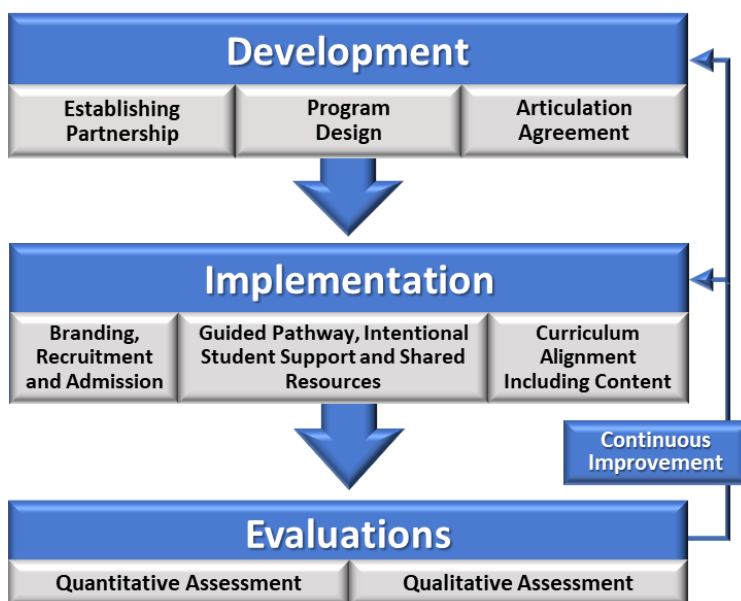 Development
Establishing
Partnership
Program
Design
Articulation
Agreement
Implementation
Branding,
Recruitment
and Admission
Guided Pathway, Intentional
Student Support and Shared
Resources
Curriculum
Alignment
Including Content
Continuous
Improvement
Evaluations
Quantitative Assessment
Qualitative Assessment